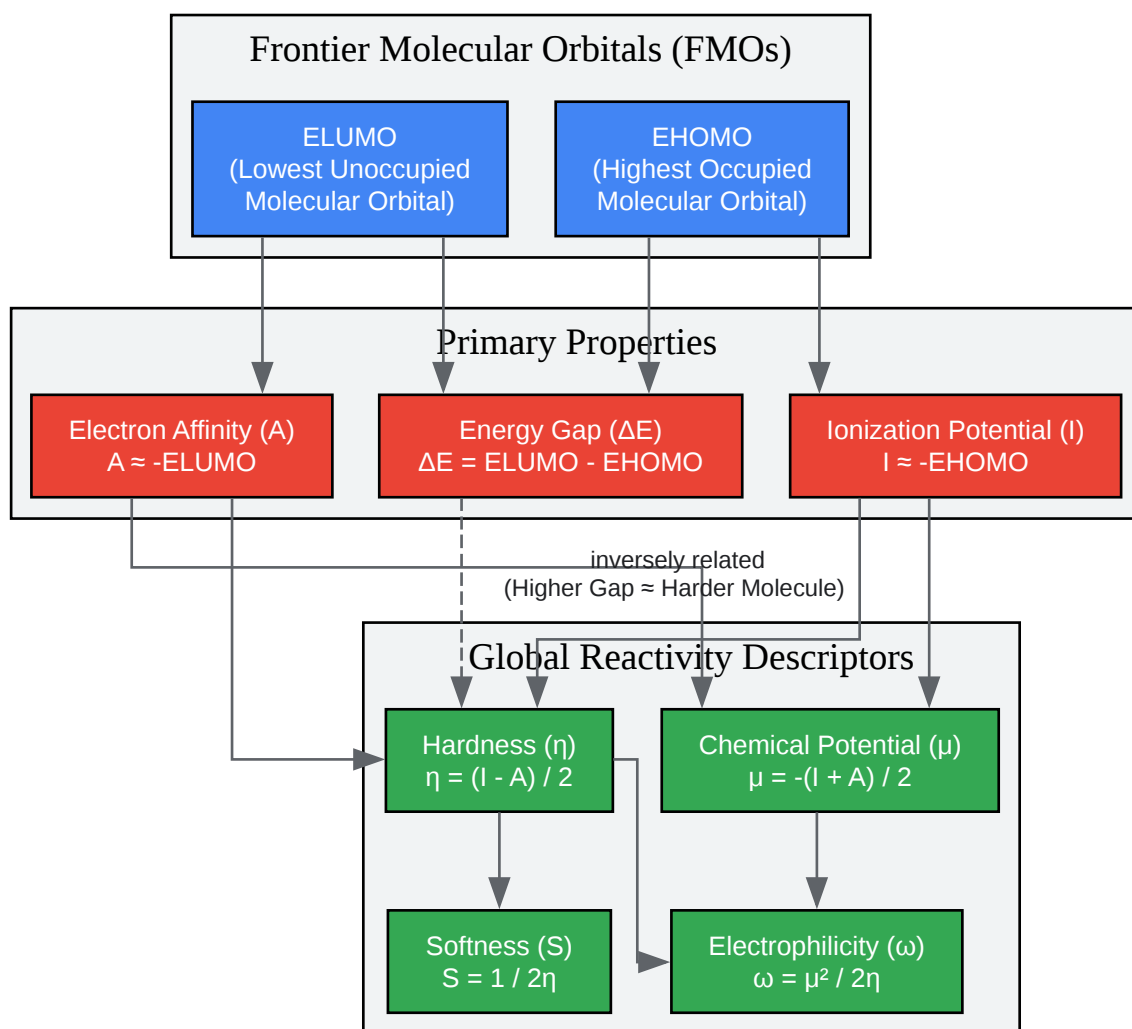 Frontier Molecular Orbitals (FMOs)
ELUMO
(Lowest Unoccupied
Molecular Orbital)
EHOMO
(Highest Occupied
Molecular Orbital)
Primary Properties
Electron Affinity (A)
A ≈ -ELUMO
Energy Gap (ΔE)
ΔE = ELUMO - EHOMO
Ionization Potential (I)
I ≈ -EHOMO
inversely related
(Higher Gap ≈ Harder Molecule)
Global Reactivity Descriptors
Hardness (η)
η = (I - A) / 2
Chemical Potential (μ)
μ = -(I + A) / 2
Softness (S)
S = 1 / 2η
Electrophilicity (ω)
ω = μ² / 2η